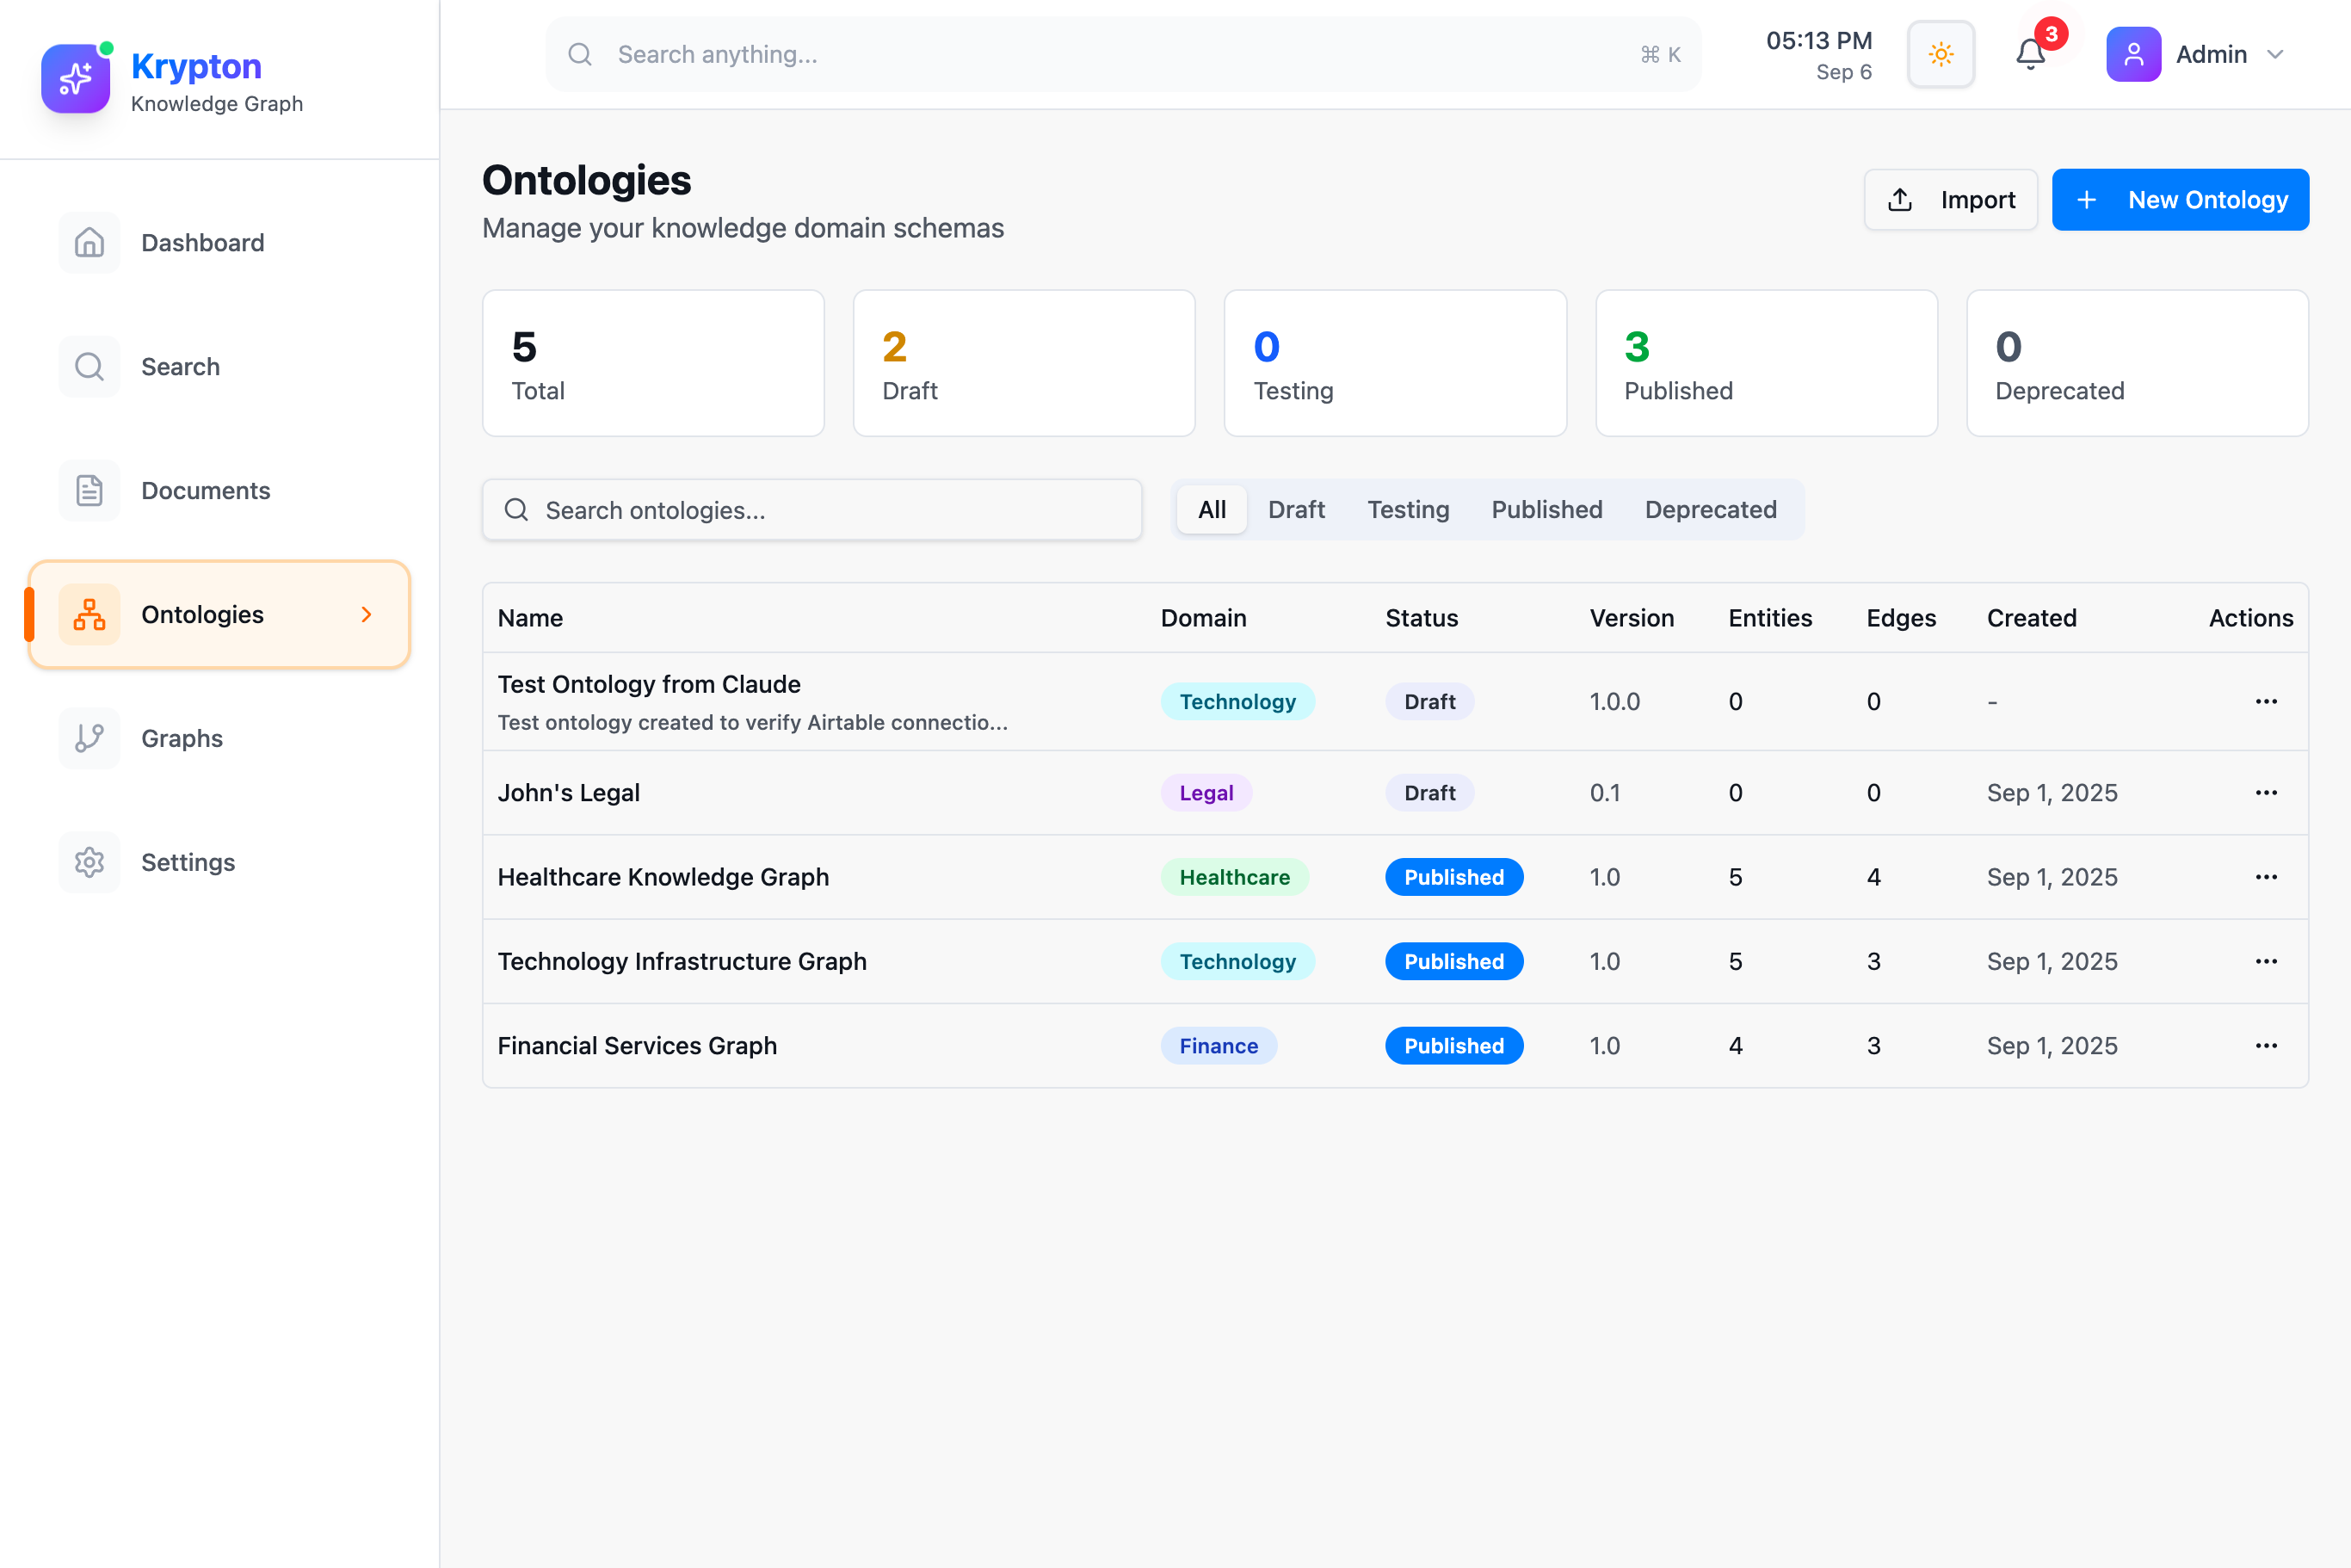 Krypton
Knowledge Graph
Dashboard
Search
Documents
Ontologies
Graphs
Settings
Search anything... ⌘ K
05:13 PM
Sep 6
3
Admin
Ontologies
Manage your knowledge domain schemas
Import
New Ontology
5
Total
2
Draft
0
Testing
3
Published
0
Deprecated
Search ontologies...
All Draft Testing Published Deprecated
Name Domain Status Version Entities Edges Created Actions
Test Ontology from Claude
Test ontology created to verify Airtable connectio...
Technology Draft 1.0.0 0 0 -
John's Legal Legal Draft 0.1 0 0 Sep 1, 2025
Healthcare Knowledge Graph Healthcare Published 1.0 5 4 Sep 1, 2025
Technology Infrastructure Graph Technology Published 1.0 5 3 Sep 1, 2025
Financial Services Graph Finance Published 1.0 4 3 Sep 1, 2025